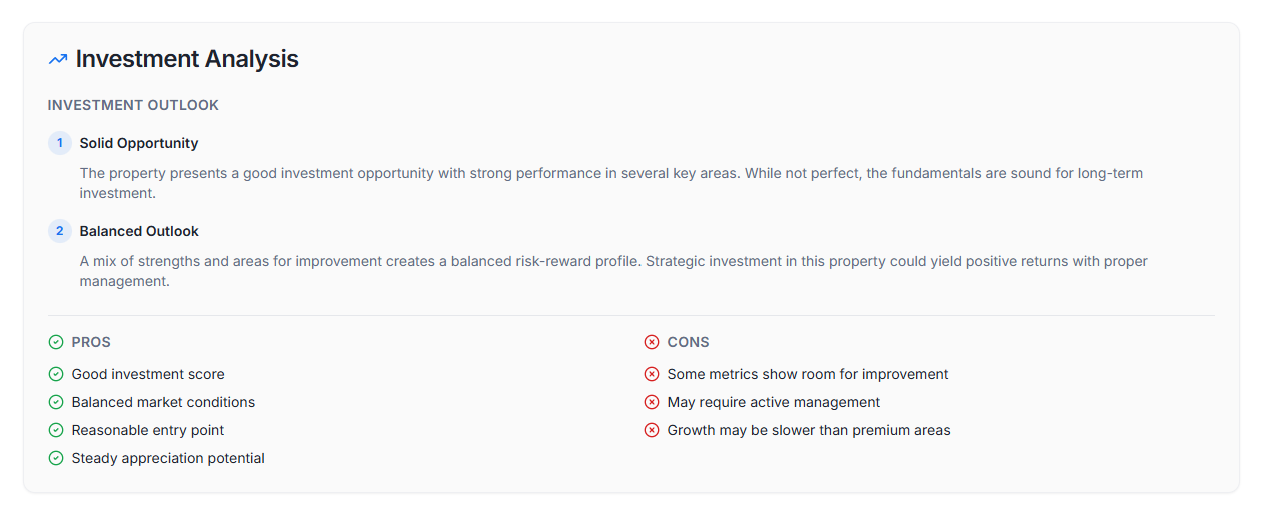 Investment Analysis
INVESTMENT OUTLOOK
1 Solid Opportunity
The property presents a good investment opportunity with strong performance in several key areas. While not perfect, the fundamentals are sound for long-term
investment.
2 Balanced Outlook
A mix of strengths and areas for improvement creates a balanced risk-reward profile. Strategic investment in this property could yield positive returns with proper
management.
PROS
Good investment score
Balanced market conditions
Reasonable entry point
Steady appreciation potential
CONS
Some metrics show room for improvement
May require active management
Growth may be slower than premium areas